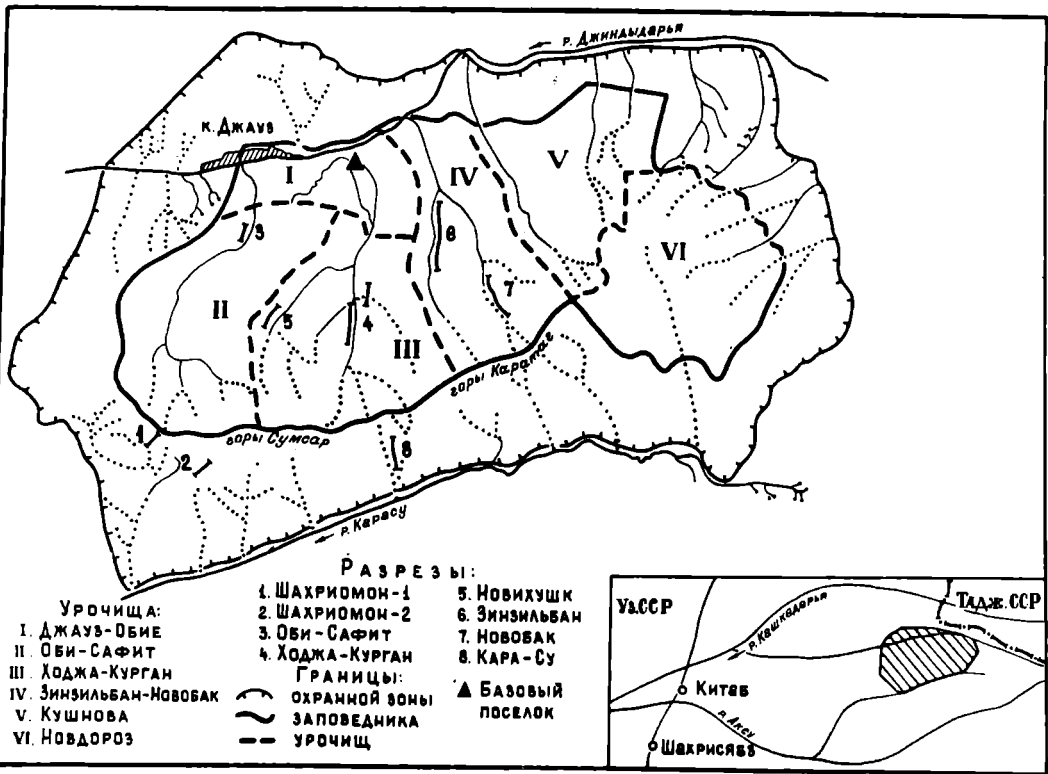 р. Джиндыдарья
к. Джауз
I
IV
V
3
6
VI
II
7
5
4
III
горы Каратаг
1
горы Сумсар
2
8
р. Карасу
Разрезы:
1. Шахриомон-1
2. Шахриомон-2
3. Оби-Сафит
4. Ходжа-Курган
5. Новихушк
6. Зинзильбан
7. Новобак
8. Кара-Су
Урочища:
I. Джауз-Обие
II. Оби-Сафит
III Ходжа-Курган
IV. Зинзильбан-Новобак
V. Кушнова
VI. Новдороз
Границы:
охранной зоны
заповедника
урочищ
Базовый
поселок
Уз.ССР
Тадж. ССР
р. Кашкадарья
Китаб
р. Аксу
Шахрисябз